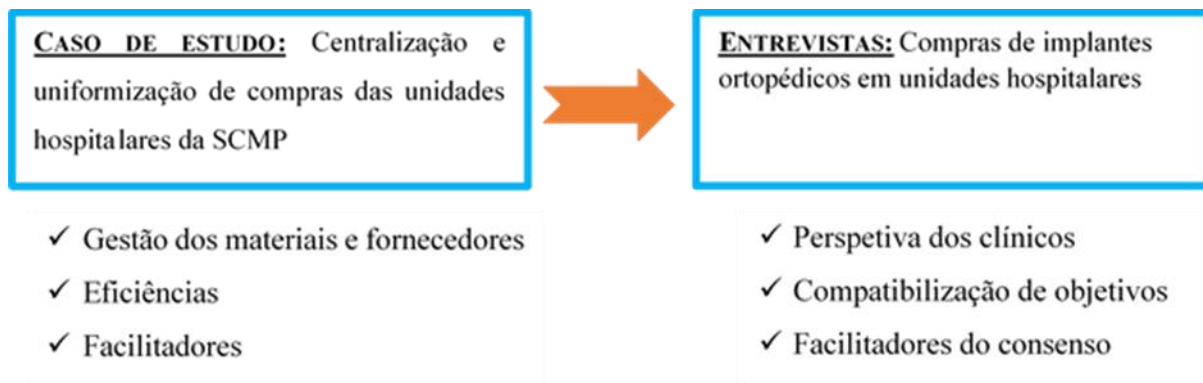 CASO DE ESTUDO: Centralização e
uniformização de compras das unidades
hospitalares da SCMP
✓ Gestão dos materiais e fornecedores
✓ Eficiências
✓ Facilitadores
ENTREVISTAS: Compras de implantes
ortopédicos em unidades hospitalares
✓ Perspetiva dos clínicos
✓ Compatibilização de objetivos
✓ Facilitadores do consenso